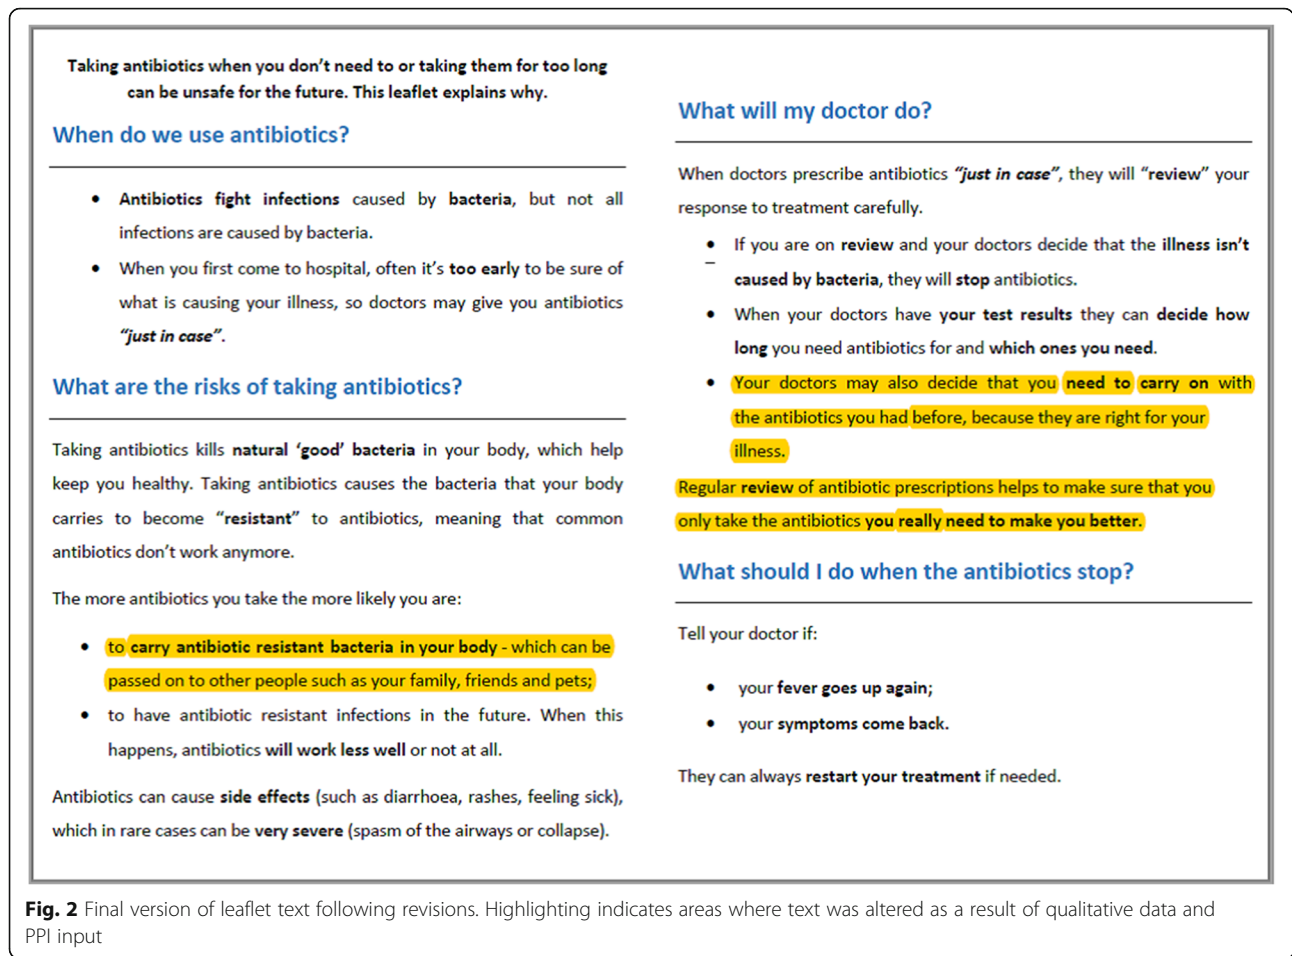 Taking antibiotics when you don't need to or taking them for too long
can be unsafe for the future. This leaflet explains why.
When do we use antibiotics?
• Antibiotics fight infections caused by bacteria, but not all
infections are caused by bacteria.
• When you first come to hospital, often it's too early to be sure of
what is causing your illness, so doctors may give you antibiotics
"just in case".
What are the risks of taking antibiotics?
Taking antibiotics kills natural 'good' bacteria in your body, which help
keep you healthy. Taking antibiotics causes the bacteria that your body
carries to become "resistant" to antibiotics, meaning that common
antibiotics don't work anymore.
The more antibiotics you take the more likely you are:
• to carry antibiotic resistant bacteria in your body - which can be
passed on to other people such as your family, friends and pets;
• to have antibiotic resistant infections in the future. When this
happens, antibiotics will work less well or not at all.
Antibiotics can cause side effects (such as diarrhoea, rashes, feeling sick),
which in rare cases can be very severe (spasm of the airways or collapse).
What will my doctor do?
When doctors prescribe antibiotics "just in case", they will "review" your
response to treatment carefully.
• If you are on review and your doctors decide that the illness isn't
caused by bacteria, they will stop antibiotics.
• When your doctors have your test results they can decide how
long you need antibiotics for and which ones you need.
• Your doctors may also decide that you need to carry on with
the antibiotics you had before, because they are right for your
illness.
Regular review of antibiotic prescriptions helps to make sure that you
only take the antibiotics you really need to make you better.
What should I do when the antibiotics stop?
Tell your doctor if:
• your fever goes up again;
• your symptoms come back.
They can always restart your treatment if needed.
Fig. 2 Final version of leaflet text following revisions. Highlighting indicates areas where text was altered as a result of qualitative data and
PPI input